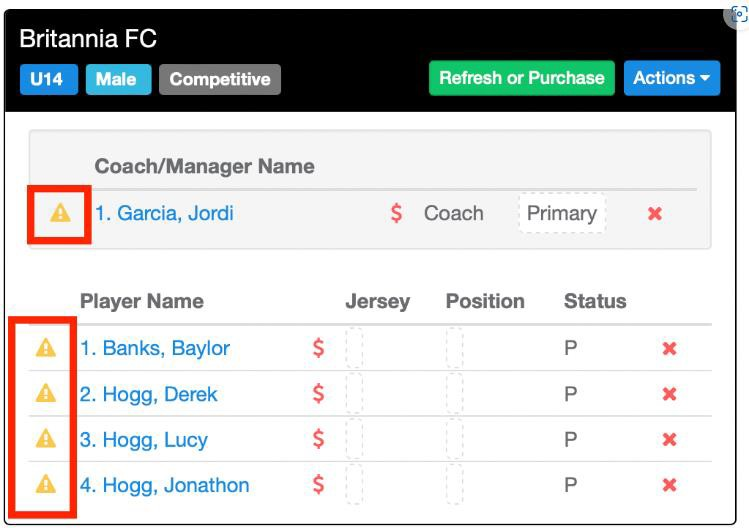 Britannia FC
U14 Male Competitive Refresh or Purchase Actions
Coach/Manager Name
1. Garcia, Jordi $ Coach Primary
Player Name Jersey Position Status
1. Banks, Baylor $ P
2. Hogg, Derek $ P
3. Hogg, Lucy $ P
4. Hogg, Jonathon $ P